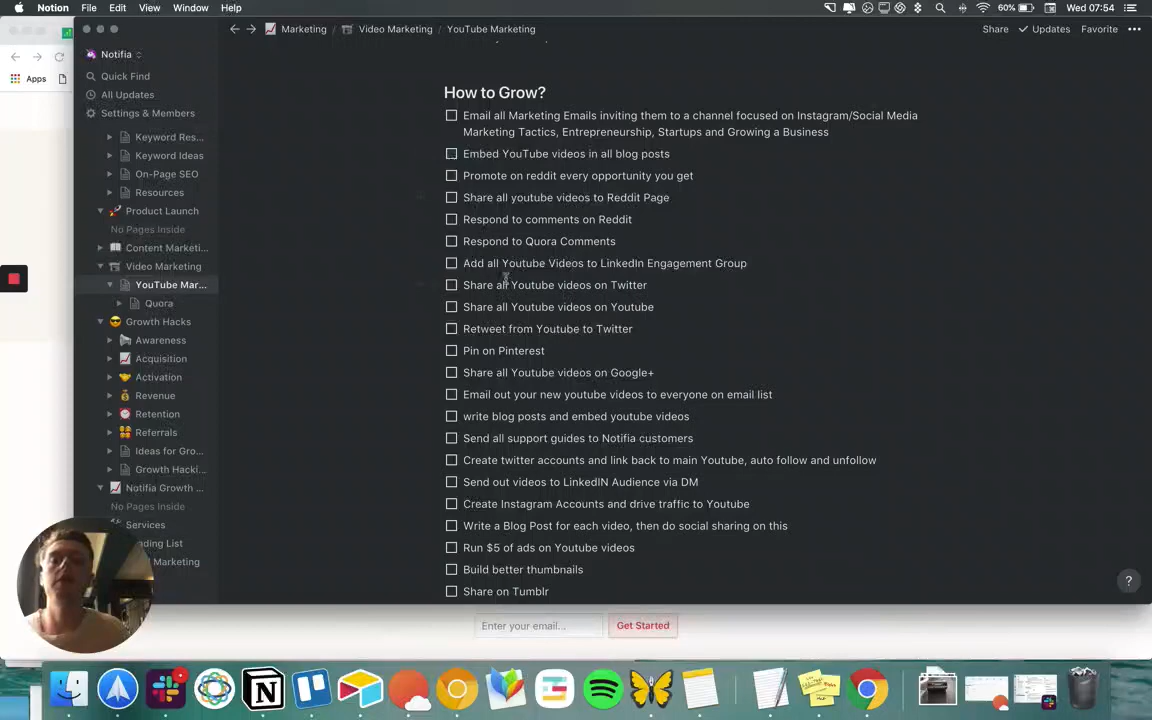 Notion File Edit View Window Help 60% Wed 07:54
Marketing / Video Marketing / YouTube Marketing Share Updates Favorite
Notifia
Apps
Quick Find
All Updates
Settings & Members
Keyword Res...
Keyword Ideas
On-Page SEO
Resources
Product Launch
No Pages Inside
Content Marketi...
Video Marketing
YouTube Mar...
Quora
Growth Hacks
Awareness
Acquisition
Activation
Revenue
Retention
Referrals
Ideas for Gro...
Growth Hacki...
Notifia Growth ...
No Pages Inside
Services
List
Marketing
How to Grow?
Email all Marketing Emails inviting them to a channel focused on Instagram/Social Media
Marketing Tactics, Entrepreneurship, Startups and Growing a Business
Embed YouTube videos in all blog posts
Promote on reddit every opportunity you get
Share all youtube videos to Reddit Page
Respond to comments on Reddit
Respond to Quora Comments
Add all Youtube Videos to LinkedIn Engagement Group
Share all Youtube videos on Twitter
Share all Youtube videos on Youtube
Retweet from Youtube to Twitter
Pin on Pinterest
Share all Youtube videos on Google+
Email out your new youtube videos to everyone on email list
write blog posts and embed youtube videos
Send all support guides to Notifia customers
Create twitter accounts and link back to main Youtube, auto follow and unfollow
Send out videos to LinkedIN Audience via DM
Create Instagram Accounts and drive traffic to Youtube
Write a Blog Post for each video, then do social sharing on this
Run $5 of ads on Youtube videos
Build better thumbnails
Share on Tumblr
?
Enter your email... Get Started